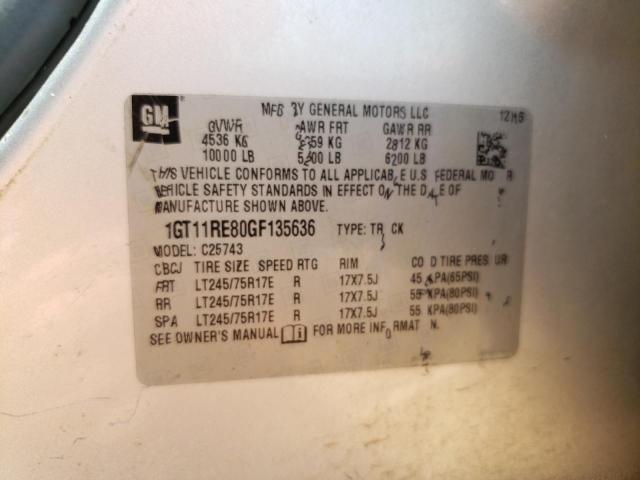 GM
MFG BY GENERAL MOTORS LLC
GVWR GAWR FRT GAWR RR
4536 KG 2359 KG 2812 KG
10000 LB 5200 LB 6200 LB
THIS VEHICLE CONFORMS TO ALL APPLICABLE U.S. FEDERAL MOTOR
VEHICLE SAFETY STANDARDS IN EFFECT ON THE DATE OF
MANUFACTURE SHOWN ABOVE.
1GT11RE80GF135636 TYPE: TRUCK
MODEL: C25743
CBCJ TIRE SIZE SPEED RTG RIM COLD TIRE PRESSURE
FRT LT245/75R17E R 17X7.5J KPA(65PSI)
RR LT245/75R17E R 17X7.5J KPA(80PSI)
SPA LT245/75R17E R 17X7.5J KPA(80PSI)
SEE OWNER'S MANUAL FOR MORE INFORMATION.